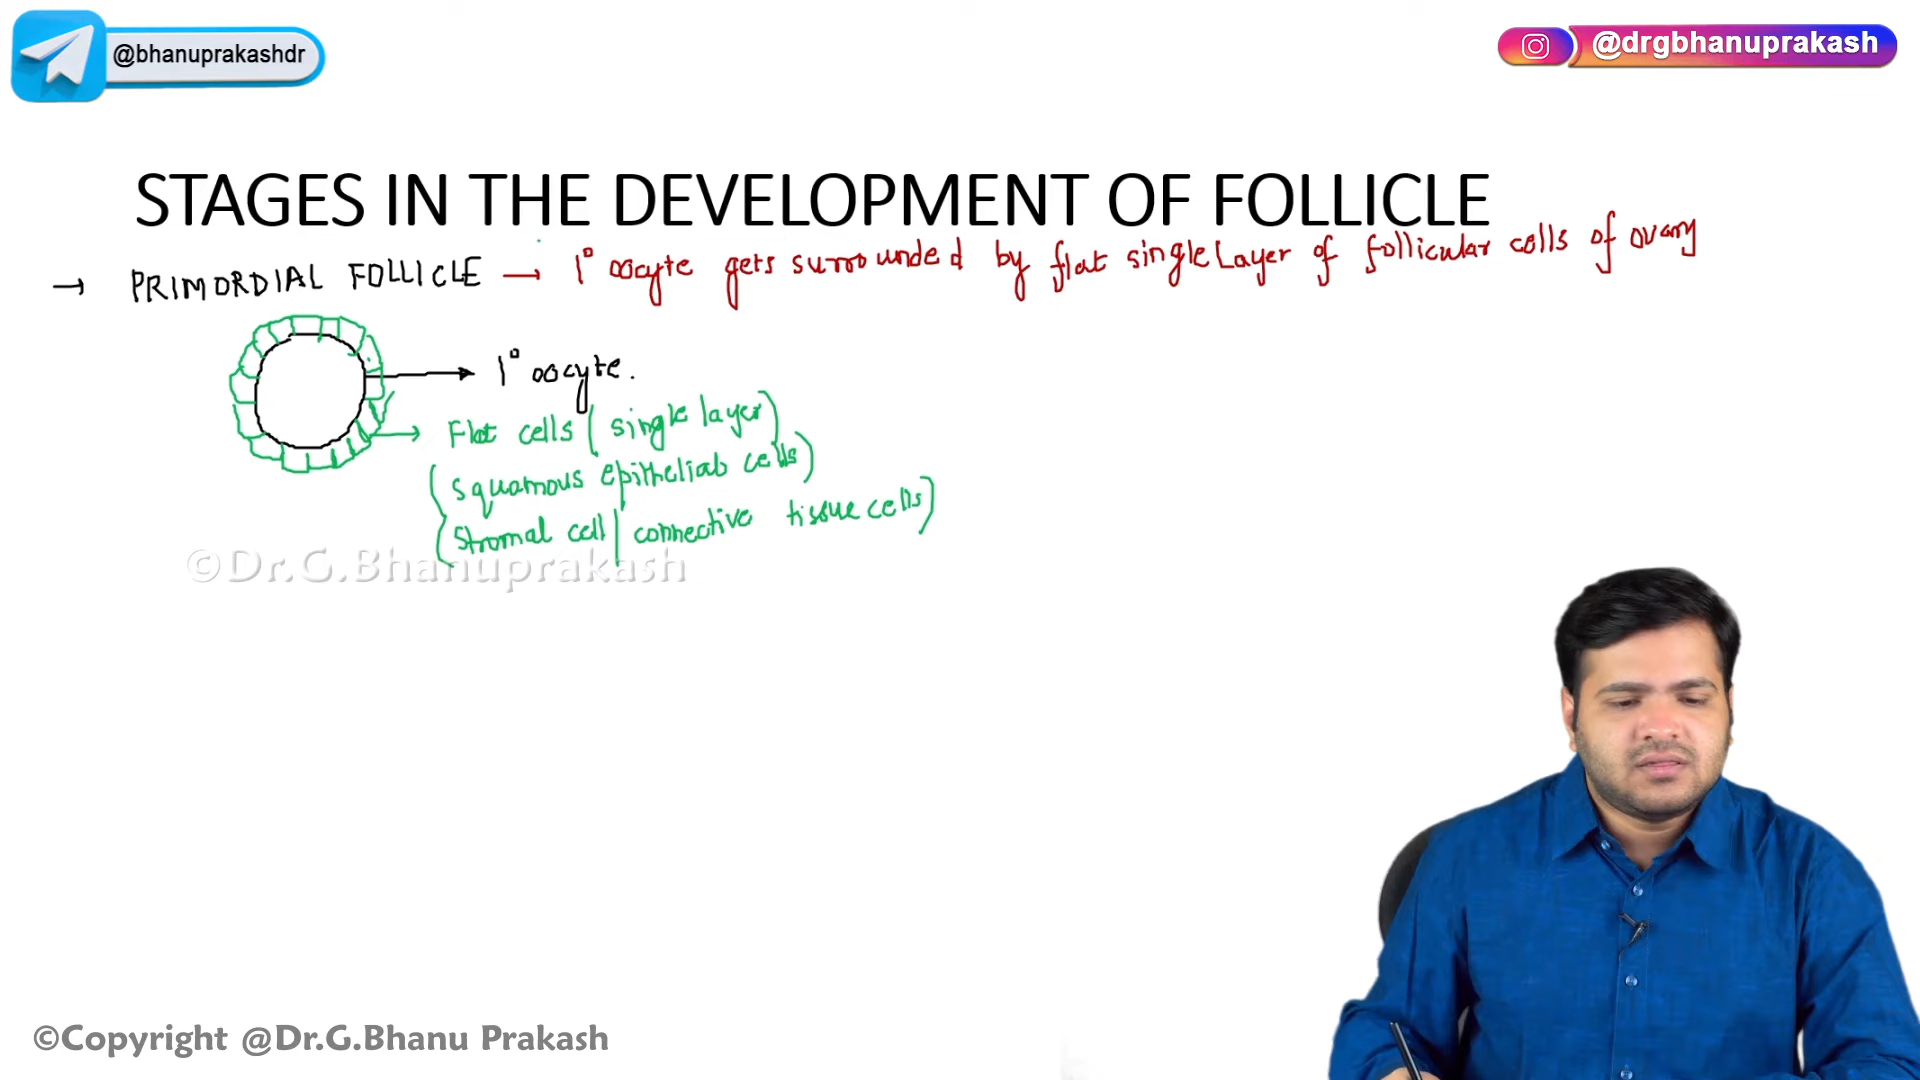 @bhanuprakashdr
@drgbhanuprakash
STAGES IN THE DEVELOPMENT OF FOLLICLE
→ PRIMORDIAL FOLLICLE → 1° oocyte gets surrounded by flat single layer of follicular cells of ovary
→ 1° oocyte.
→ Flat cells (single layer)
(squamous epithelial cells)
(stromal cell | connective tissue cells)
©Dr.G.Bhanuprakash
©Copyright @Dr.G.Bhanu Prakash